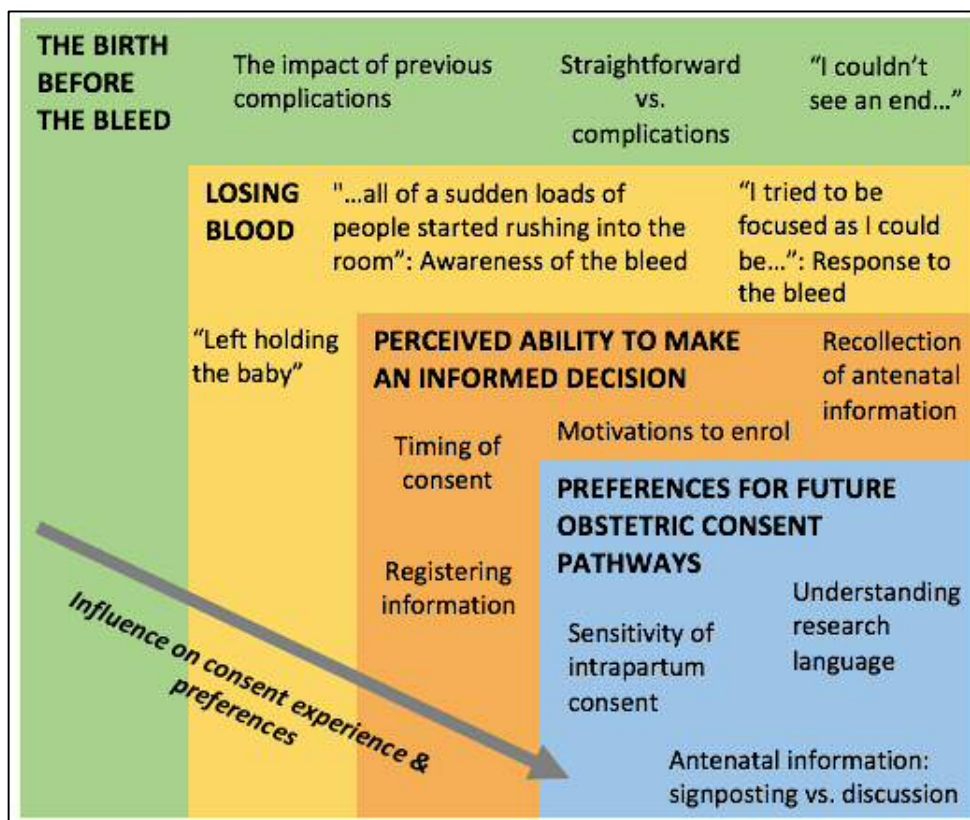 THE BIRTH
BEFORE
THE BLEED
The impact of previous
complications
Straightforward
vs.
complications
“I couldn’t
see an end…”
LOSING
BLOOD
"…all of a sudden loads of
people started rushing into the
room”: Awareness of the bleed
“I tried to be
focused as I could
be…”: Response to
the bleed
“Left holding
the baby”
PERCEIVED ABILITY TO MAKE
AN INFORMED DECISION
Recollection
of antenatal
information
Timing of
consent
Motivations to enrol
Registering
information
PREFERENCES FOR FUTURE
OBSTETRIC CONSENT
PATHWAYS
Sensitivity of
intrapartum
consent
Understanding
research
language
Antenatal information:
signposting vs. discussion
Influence on consent experience &
preferences